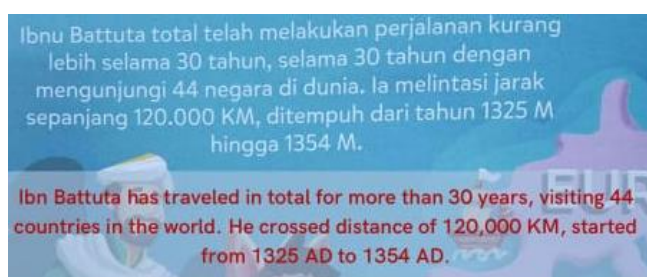 Ibnu Battuta total telah melakukan perjalanan kurang
lebih selama 30 tahun, selama 30 tahun dengan
mengunjungi 44 negara di dunia. Ia melintasi jarak
sepanjang 120.000 KM, ditempuh dari tahun 1325 M
hingga 1354 M.
EUR
Ibn Battuta has traveled in total for more than 30 years, visiting 44
countries in the world. He crossed distance of 120,000 KM, started
from 1325 AD to 1354 AD.